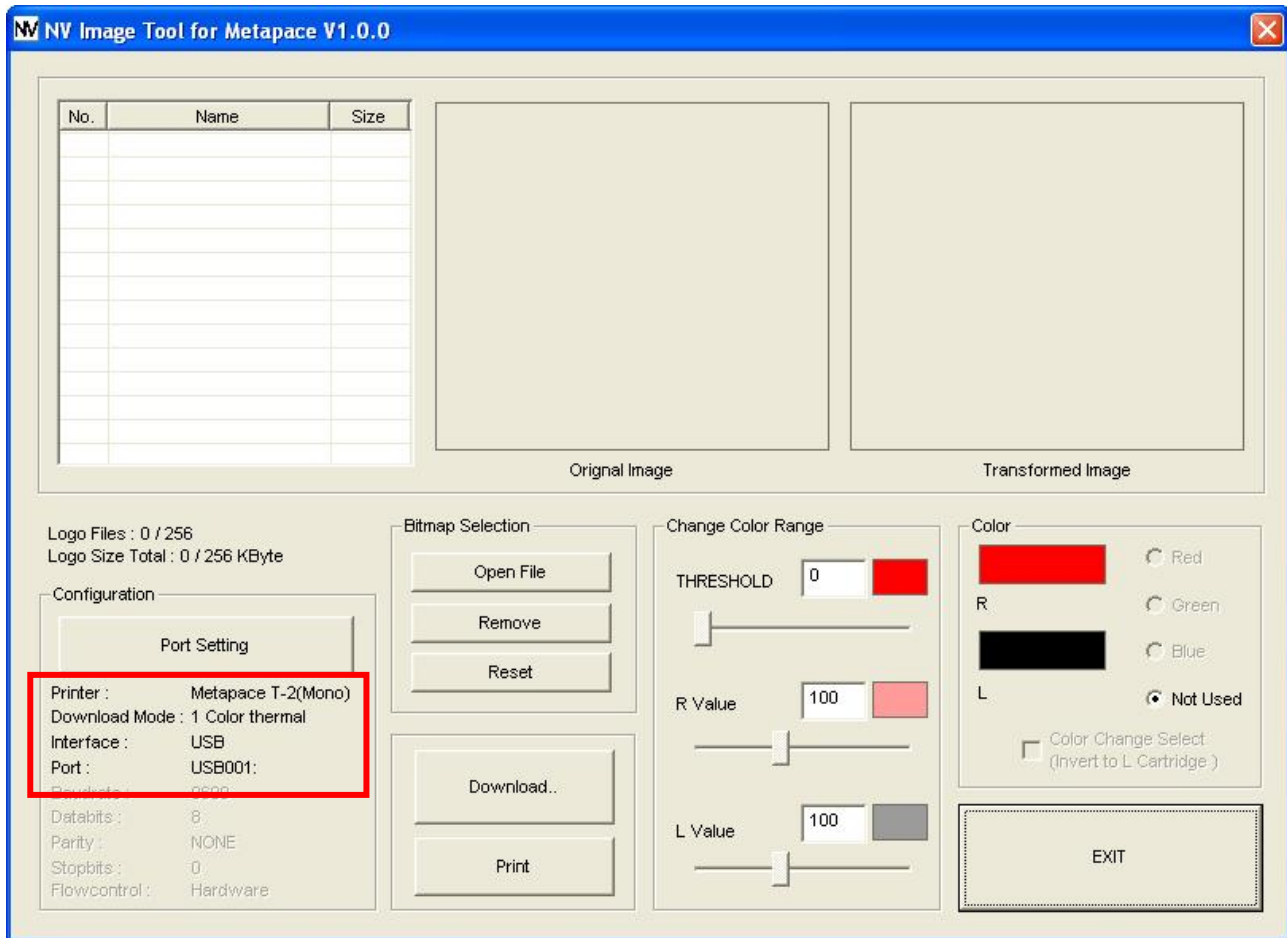 NV NV Image Tool for Metapace V1.0.0
No. Name Size
Orignal Image
Transformed Image
Logo Files : 0 / 256
Logo Size Total : 0 / 256 KByte
Configuration
Port Setting
Printer : Metapace T-2(Mono)
Download Mode : 1 Color thermal
Interface : USB
Port : USB001:
Baudrate : 9600
Databits : 8
Parity : NONE
Stopbits : 0
Flowcontrol : Hardware
Bitmap Selection
Open File
Remove
Reset
Download..
Print
Change Color Range
THRESHOLD 0
R Value 100
L Value 100
Color
R
L
Red
Green
Blue
Not Used
Color Change Select
(Invert to L Cartridge )
EXIT